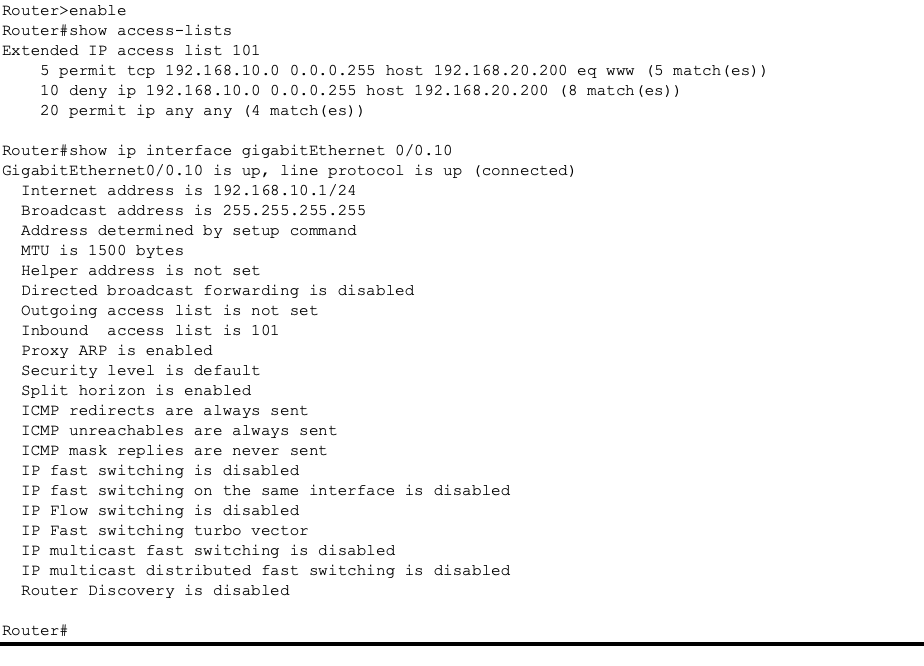 Router>enable
Router#show access-lists
Extended IP access list 101
    5 permit tcp 192.168.10.0 0.0.0.255 host 192.168.20.200 eq www (5 match(es))
    10 deny ip 192.168.10.0 0.0.0.255 host 192.168.20.200 (8 match(es))
    20 permit ip any any (4 match(es))

Router#show ip interface gigabitEthernet 0/0.10
GigabitEthernet0/0.10 is up, line protocol is up (connected)
  Internet address is 192.168.10.1/24
  Broadcast address is 255.255.255.255
  Address determined by setup command
  MTU is 1500 bytes
  Helper address is not set
  Directed broadcast forwarding is disabled
  Outgoing access list is not set
  Inbound  access list is 101
  Proxy ARP is enabled
  Security level is default
  Split horizon is enabled
  ICMP redirects are always sent
  ICMP unreachables are always sent
  ICMP mask replies are never sent
  IP fast switching is disabled
  IP fast switching on the same interface is disabled
  IP Flow switching is disabled
  IP Fast switching turbo vector
  IP multicast fast switching is disabled
  IP multicast distributed fast switching is disabled
  Router Discovery is disabled

Router#